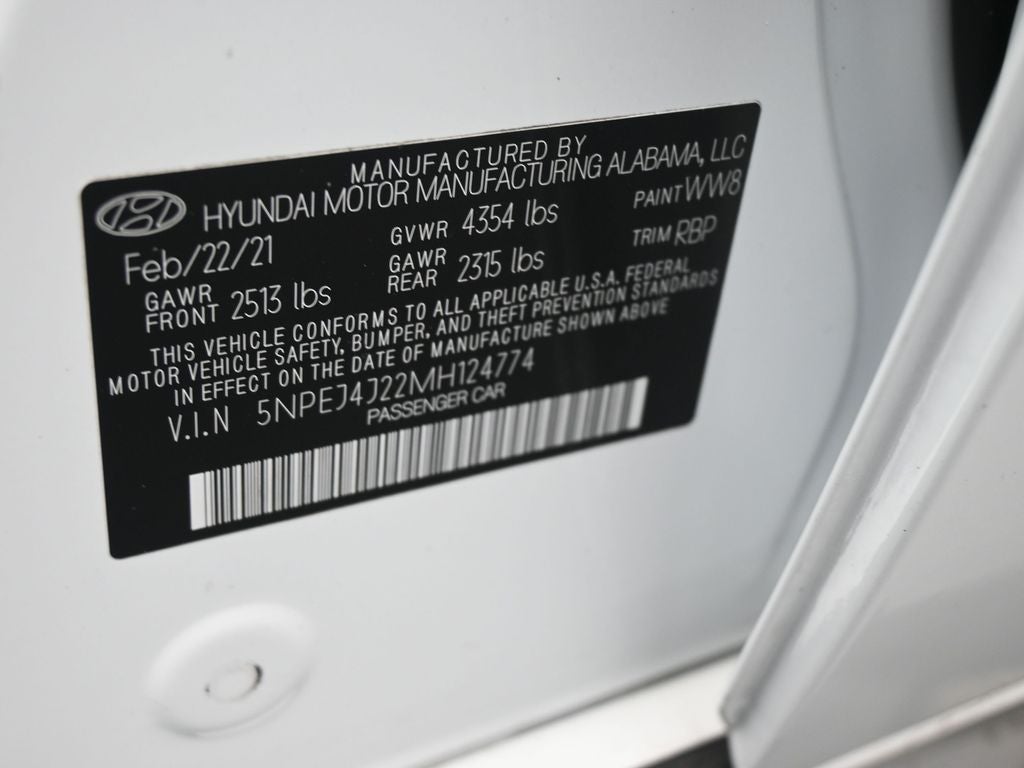 MANUFACTURED BY
HYUNDAI MOTOR MANUFACTURING ALABAMA, LLC
Feb/22/21 GVWR 4354 lbs PAINT WW8
GAWR FRONT 2513 lbs GAWR REAR 2315 lbs TRIM RBP
THIS VEHICLE CONFORMS TO ALL APPLICABLE U.S.A. FEDERAL
MOTOR VEHICLE SAFETY, BUMPER, AND THEFT PREVENTION STANDARDS
IN EFFECT ON THE DATE OF MANUFACTURE SHOWN ABOVE
V.I.N 5NPEJ4J22MH124774
PASSENGER CAR